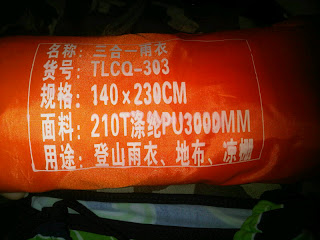 名称：三合一雨衣
货号：TLCQ-303
规格：140×230CM
面料：210T涤纶PU3000MM
用途：登山雨衣、地布、凉棚